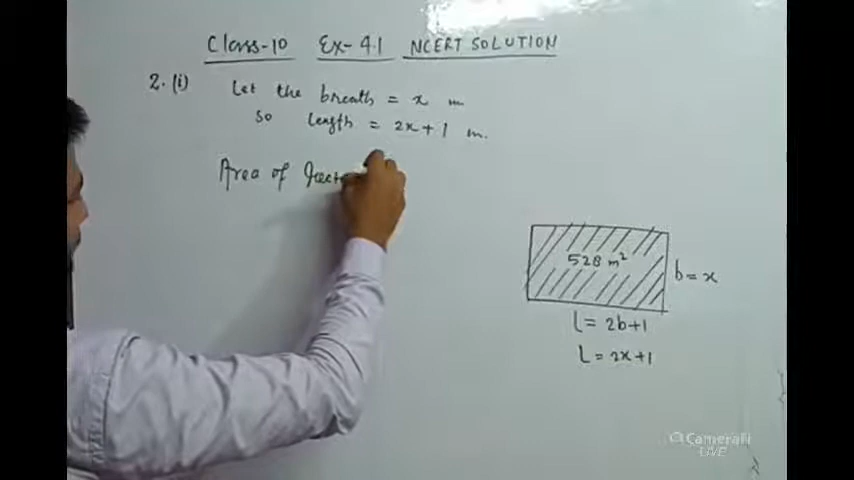 Class-10 Ex-4.1 NCERT SOLUTION
2.(i) Let the breath = x m
So length = 2x+1 m.
Area of
528 m²
b = x
l = 2b+1
L = 2x+1
CameraFi
LIVE